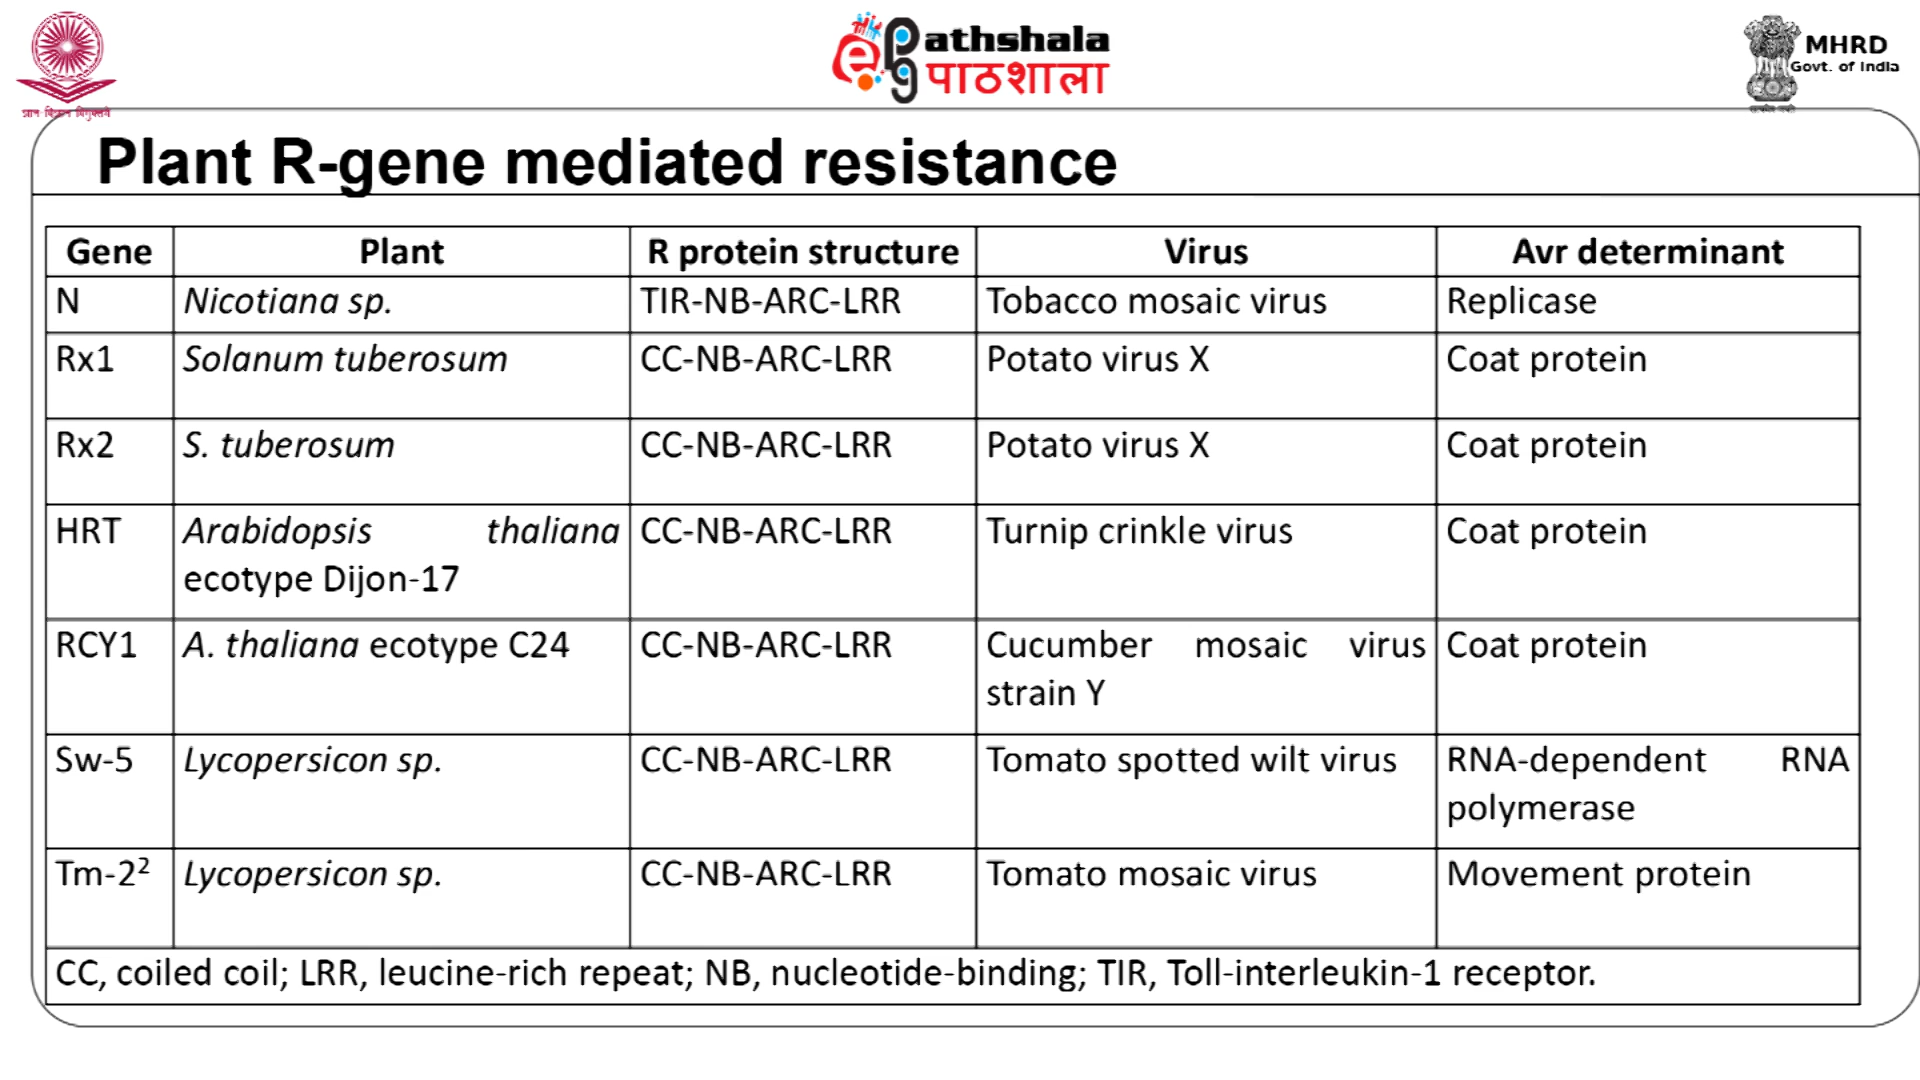 ज्ञान-विज्ञान विमुक्तये
ePg Pathshala
पाठशाला
MHRD
Govt. of India
सत्यमेव जयते
Plant R-gene mediated resistance
Gene Plant R protein structure Virus Avr determinant
N Nicotiana sp. TIR-NB-ARC-LRR Tobacco mosaic virus Replicase
Rx1 Solanum tuberosum CC-NB-ARC-LRR Potato virus X Coat protein
Rx2 S. tuberosum CC-NB-ARC-LRR Potato virus X Coat protein
HRT Arabidopsis thaliana CC-NB-ARC-LRR Turnip crinkle virus Coat protein
ecotype Dijon-17
RCY1 A. thaliana ecotype C24 CC-NB-ARC-LRR Cucumber mosaic virus Coat protein
strain Y
Sw-5 Lycopersicon sp. CC-NB-ARC-LRR Tomato spotted wilt virus RNA-dependent RNA
polymerase
Tm-2² Lycopersicon sp. CC-NB-ARC-LRR Tomato mosaic virus Movement protein
CC, coiled coil; LRR, leucine-rich repeat; NB, nucleotide-binding; TIR, Toll-interleukin-1 receptor.